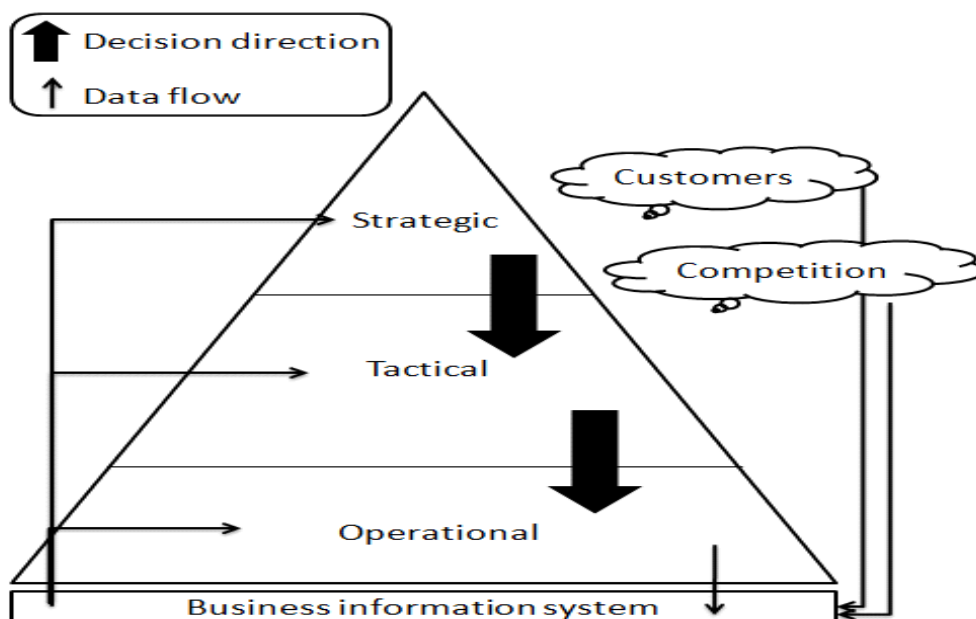 Decision direction
Data flow
Customers
Strategic
Competition
Tactical
Operational
Business information system